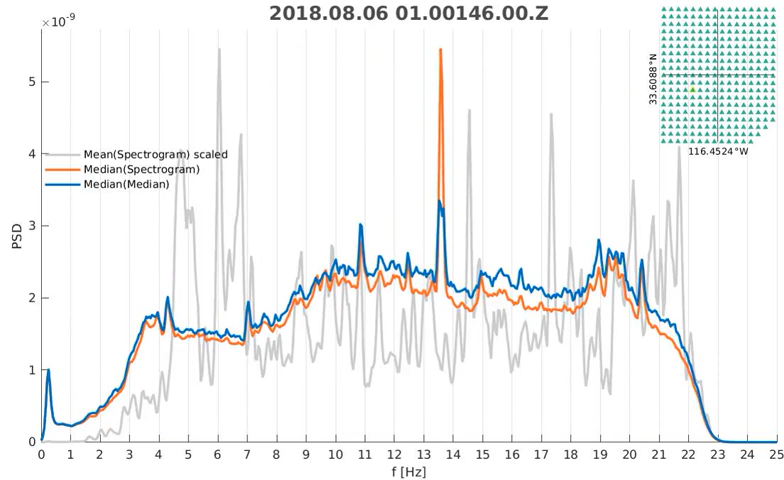 2018.08.06 01.00146.00.Z
×10⁻⁹
33.6088°N
116.4524°W
Mean(Spectrogram) scaled
Median(Spectrogram)
Median(Median)
PSD
5
4
3
2
1
0
0 1 2 3 4 5 6 7 8 9 10 11 12 13 14 15 16 17 18 19 20 21 22 23 24 25
f [Hz]